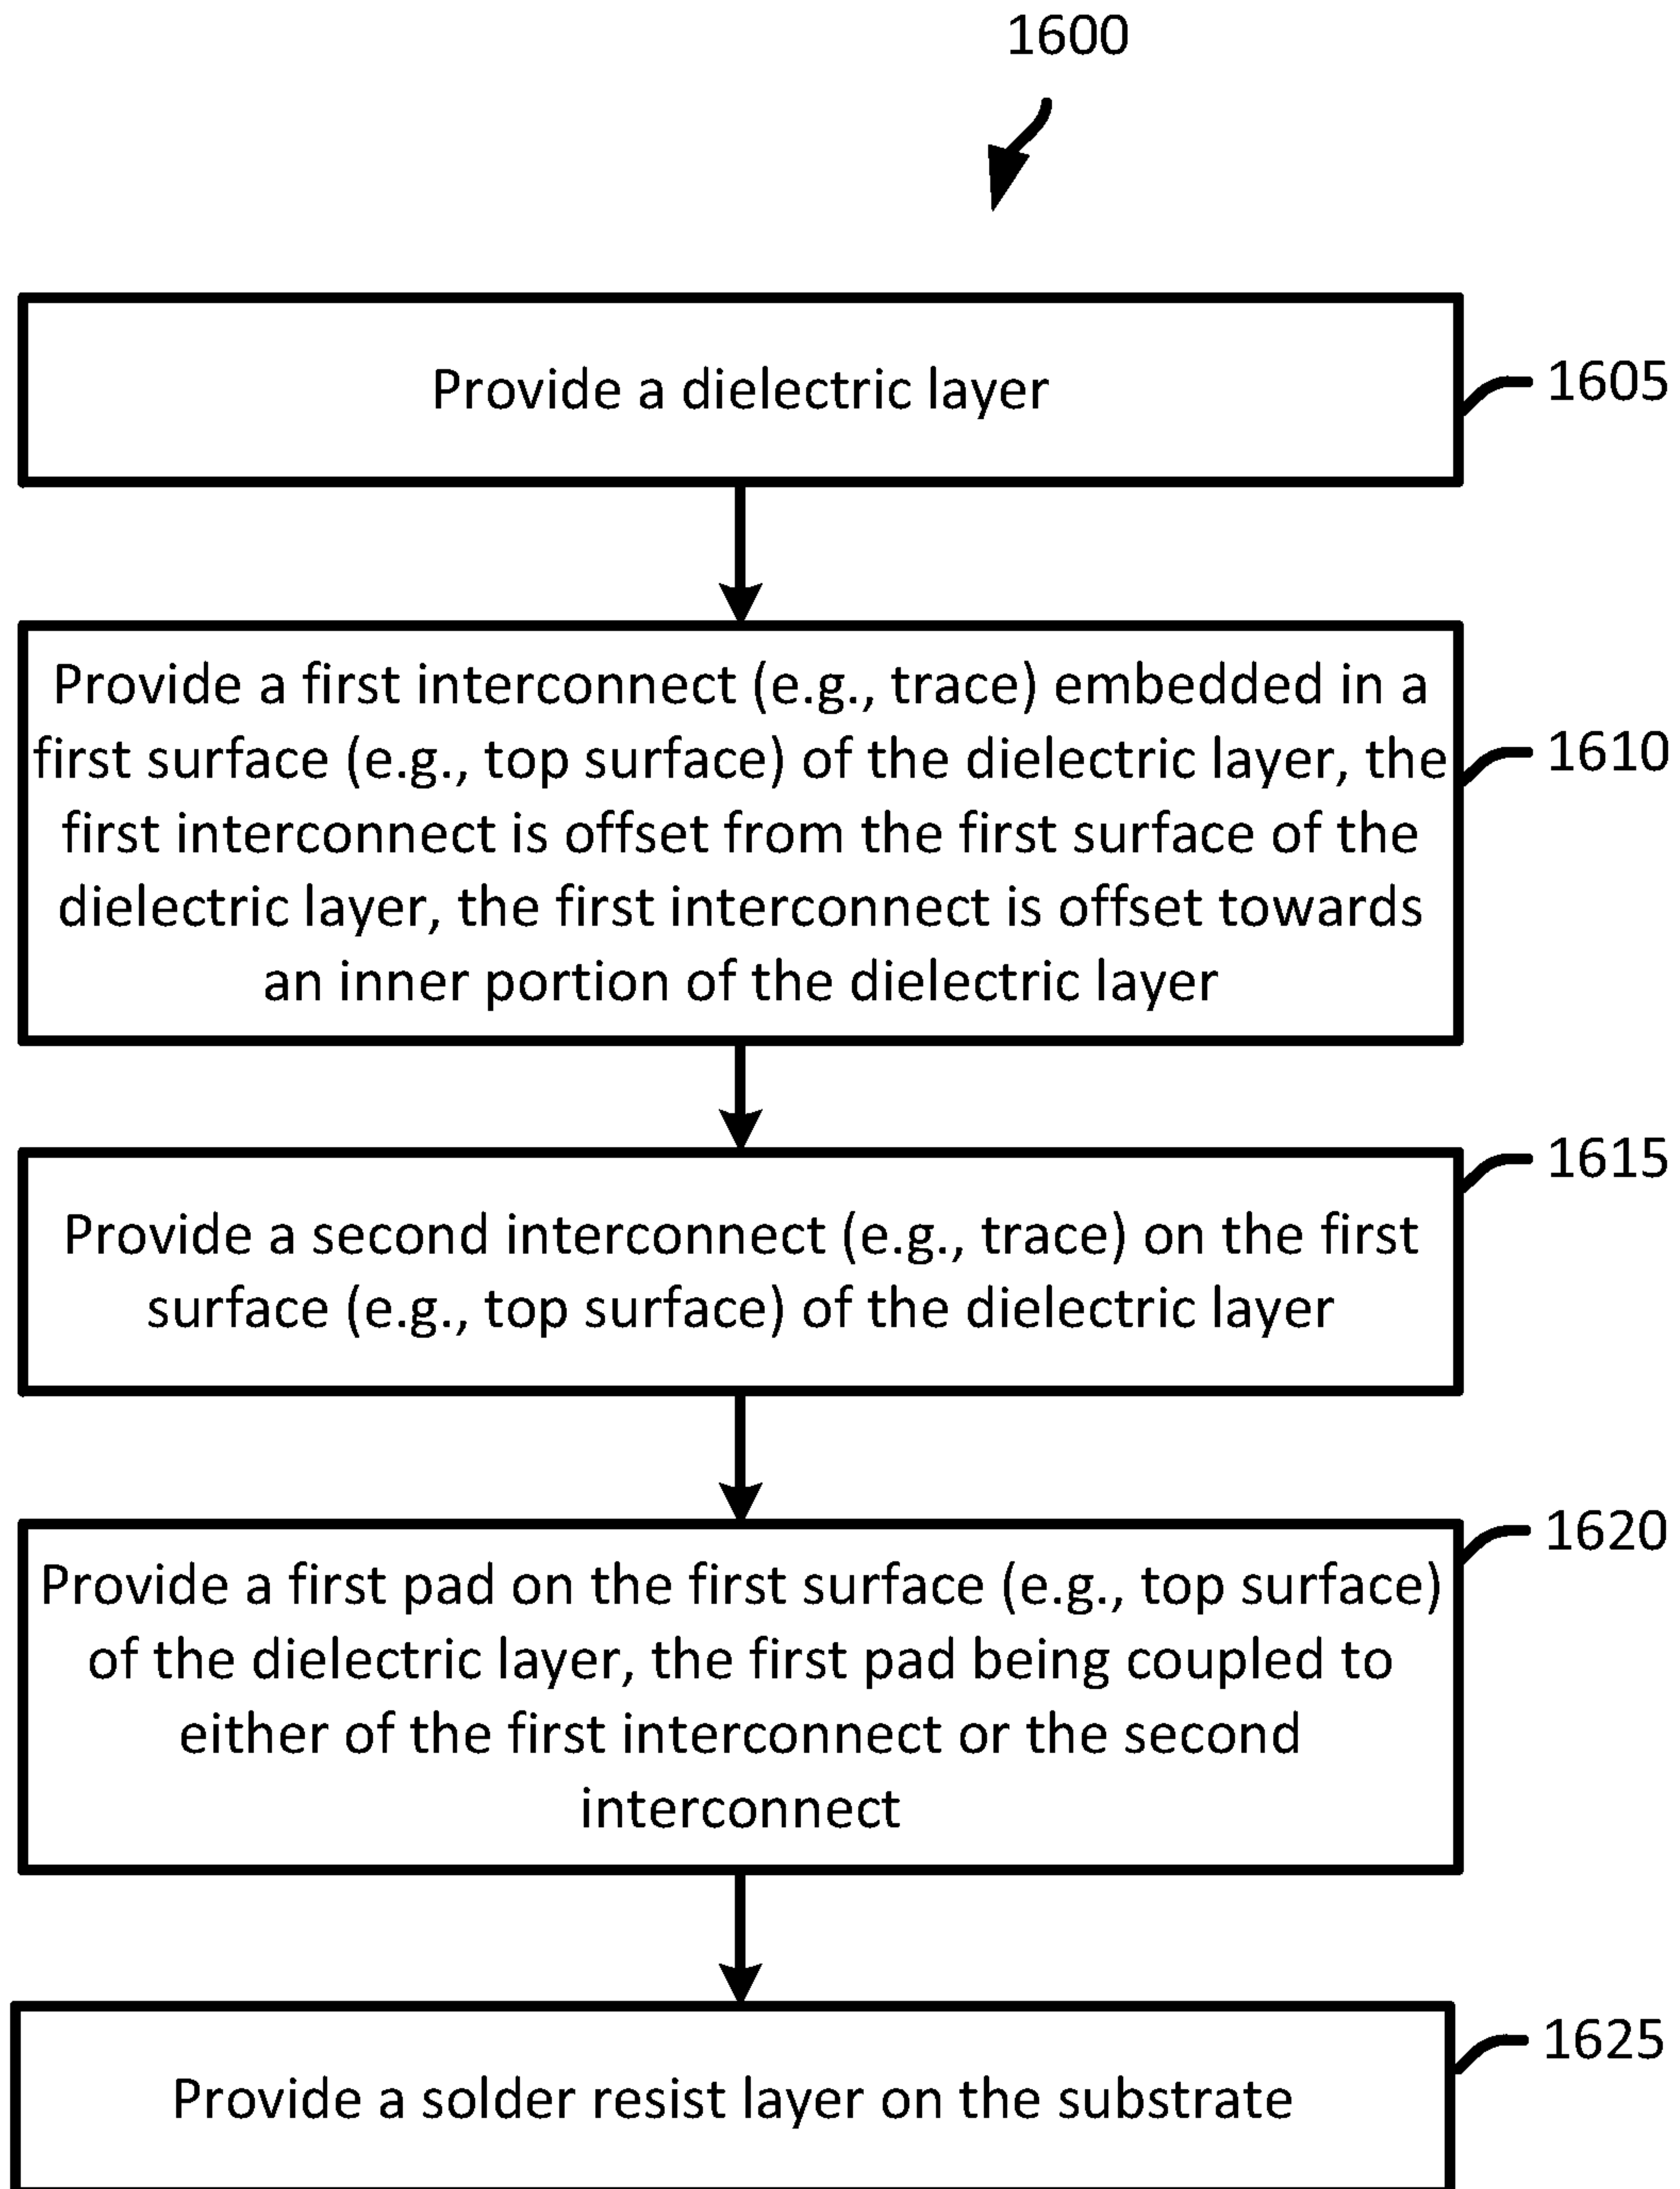 1600
Provide a dielectric layer
1605
Provide a first interconnect (e.g., trace) embedded in a
first surface (e.g., top surface) of the dielectric layer, the
first interconnect is offset from the first surface of the
dielectric layer, the first interconnect is offset towards
an inner portion of the dielectric layer
1610
Provide a second interconnect (e.g., trace) on the first
surface (e.g., top surface) of the dielectric layer
1615
Provide a first pad on the first surface (e.g., top surface)
of the dielectric layer, the first pad being coupled to
either of the first interconnect or the second
interconnect
1620
Provide a solder resist layer on the substrate
1625